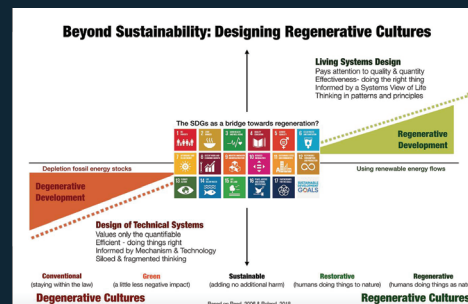 Beyond Sustainability: Designing Regenerative Cultures
Living Systems Design
Pays attention to quality & quantity
Effectiveness- doing the right thing
Informed by a Systems View of Life
Thinking in patterns and principles
The SDGs as a bridge towards regeneration?
Regenerative
Development
Depletion fossil energy stocks
Using renewable energy flows
Degenerative
Development
Design of Technical Systems
Values only the quantifiable
Efficient - doing things right
Informed by Mechanism & Technology
Siloed & fragmented thinking
Conventional
(staying within the law)
Green
(a little less negative impact)
Sustainable
(adding no additional harm)
Restorative
(humans doing things to nature)
Regenerative
(humans doing things as
Degenerative Cultures
Regenerative Cultures